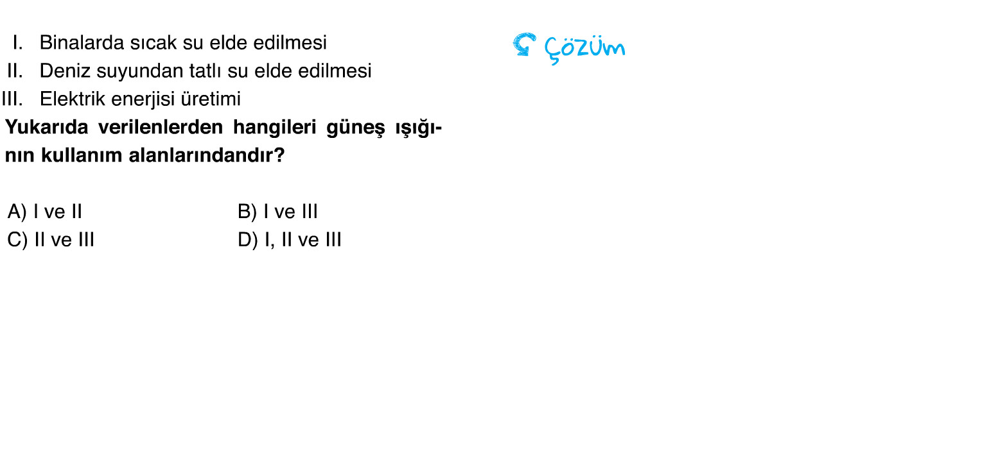 I. Binalarda sıcak su elde edilmesi
II. Deniz suyundan tatlı su elde edilmesi
III. Elektrik enerjisi üretimi
Yukarıda verilenlerden hangileri güneş ışığı-
nın kullanım alanlarındandır?
A) I ve II B) I ve III
C) II ve III D) I, II ve III
Çözüm